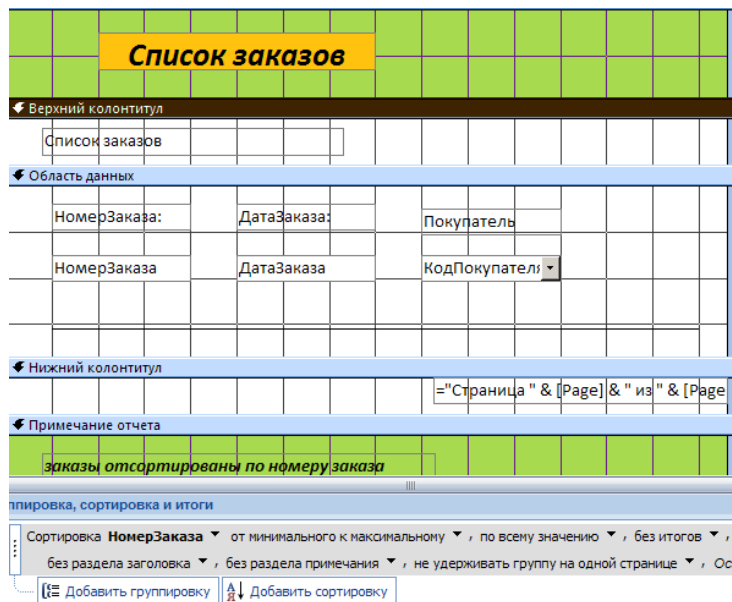 Список заказов
Верхний колонтитул
Список заказов
Область данных
НомерЗаказа: ДатаЗаказа: Покупатель
НомерЗаказа ДатаЗаказа КодПокупателя
Нижний колонтитул
="Страница " & [Page] & " из " & [Page
Примечание отчета
заказы отсортированы по номеру заказа
ппировка, сортировка и итоги
Сортировка НомерЗаказа ▼ от минимального к максимальному ▼ , по всему значению ▼ , без итогов ▼ ,
без раздела заголовка ▼ , без раздела примечания ▼ , не удерживать группу на одной странице ▼ , Ос
Добавить группировку Добавить сортировку